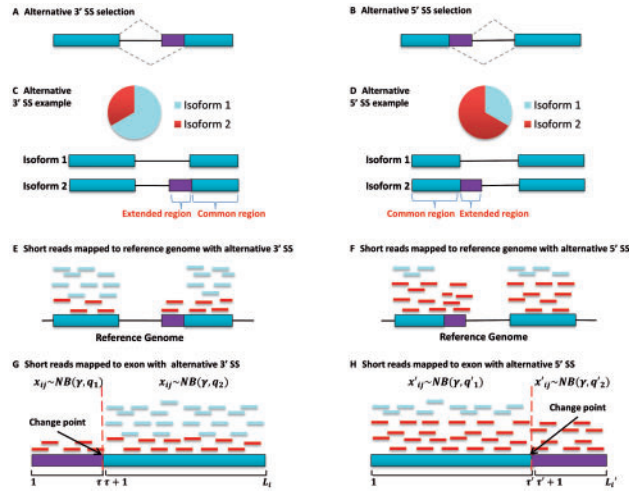 A Alternative 3' SS selection
B Alternative 5' SS selection
C Alternative
3' SS example
Isoform 1
Isoform 2
D Alternative
5' SS example
Isoform 1
Isoform 2
Isoform 1
Isoform 2
Extended region
Common region
Isoform 1
Isoform 2
Common region
Extended region
E Short reads mapped to reference genome with alternative 3' SS
Reference Genome
F Short reads mapped to reference genome with alternative 5' SS
Reference Genome
G Short reads mapped to exon with alternative 3' SS
x_ij~NB(γ, q_1)
x_ij~NB(γ, q_2)
Change point
1
τ
τ + 1
L_i
H Short reads mapped to exon with alternative 5' SS
x'_ij~NB(γ, q'_1)
x'_ij~NB(γ, q'_2)
Change point
1
τ'
τ' + 1
L_i'